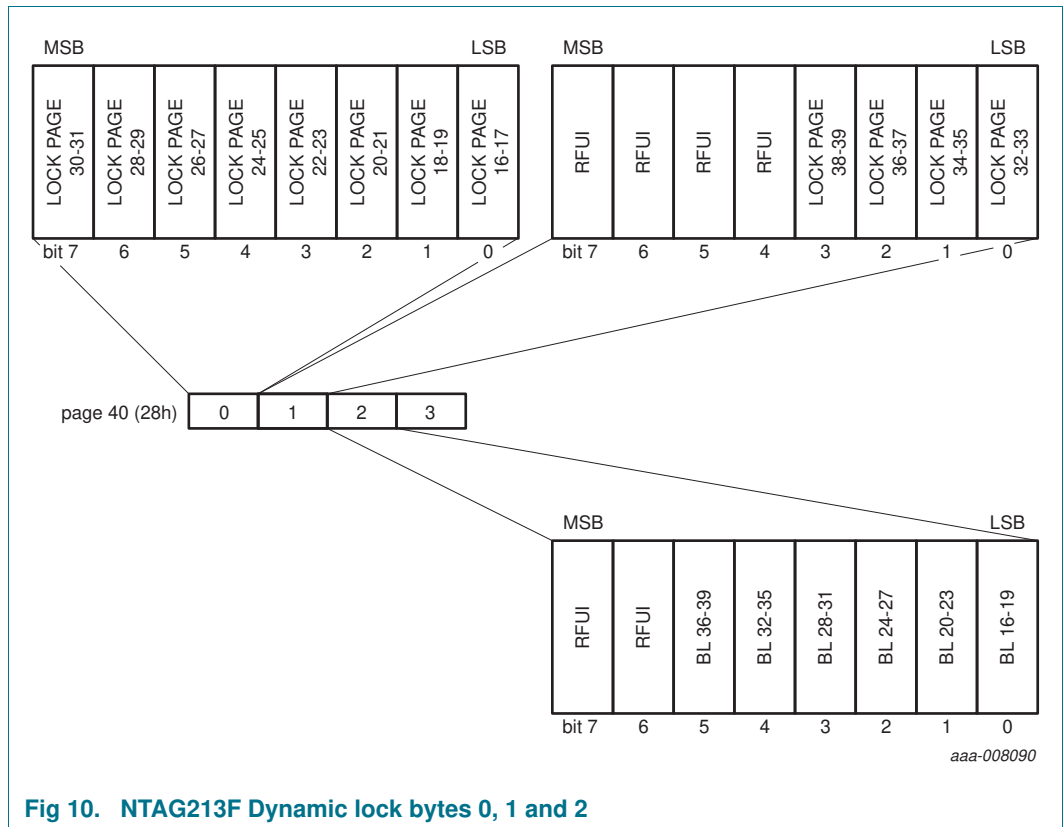 MSB LSB
LOCK PAGE 30-31
LOCK PAGE 28-29
LOCK PAGE 26-27
LOCK PAGE 24-25
LOCK PAGE 22-23
LOCK PAGE 20-21
LOCK PAGE 18-19
LOCK PAGE 16-17
bit 7 6 5 4 3 2 1 0
MSB LSB
RFUI
RFUI
RFUI
RFUI
LOCK PAGE 38-39
LOCK PAGE 36-37
LOCK PAGE 34-35
LOCK PAGE 32-33
bit 7 6 5 4 3 2 1 0
page 40 (28h) 0 1 2 3
MSB LSB
RFUI
RFUI
BL 36-39
BL 32-35
BL 28-31
BL 24-27
BL 20-23
BL 16-19
bit 7 6 5 4 3 2 1 0
aaa-008090
Fig 10. NTAG213F Dynamic lock bytes 0, 1 and 2